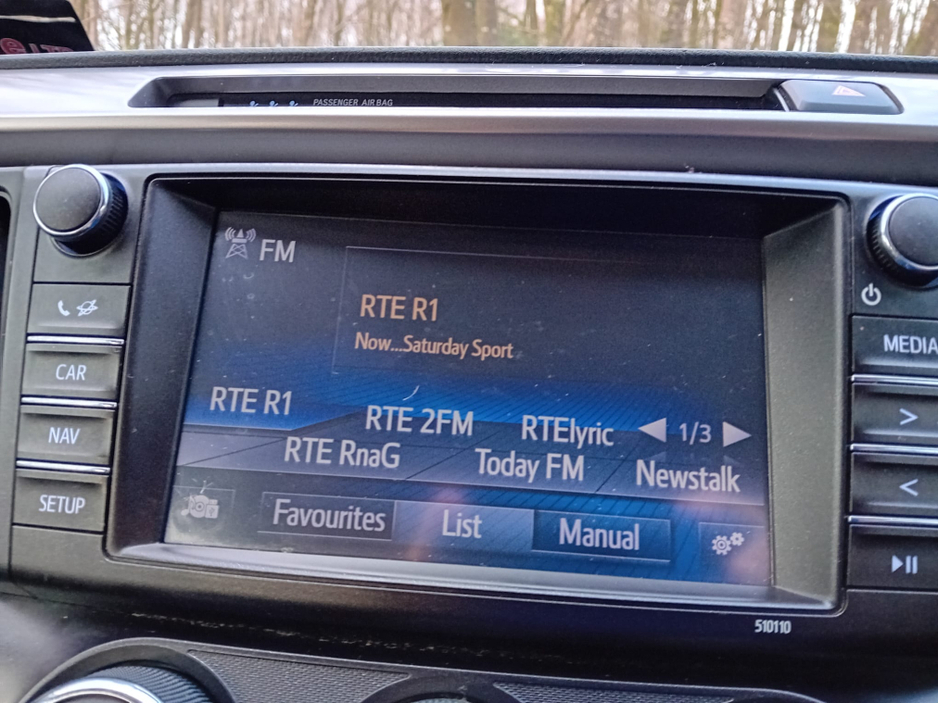 PASSENGER AIR BAG
FM
RTE R1
Now...Saturday Sport
RTE R1 RTE 2FM RTElyric 1/3
RTE RnaG Today FM Newstalk
Favourites List Manual
CAR
NAV
SETUP
MEDIA
510110